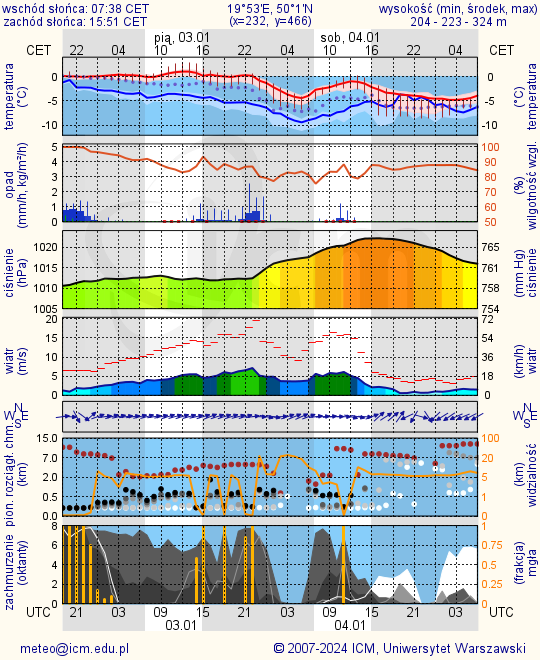 wschód słońca: 07:38 CET 19°53'E, 50°1'N wysokość (min, środek, max)
zachód słońca: 15:51 CET (x=232, y=466) 204 - 223 - 324 m
pią, 03.01 sob, 04.01
CET 22 04 10 16 22 04 10 16 22 04 CET
temperatura (°C) 0 -5 -10 0 -5 -10 (°C) temperatura
opad (mm/h, kg/m²/h) 5 4 3 2 1 0 100 90 80 70 60 50 (%) wilgotność wzgl.
ciśnienie (hPa) 1020 1015 1010 1005 765 761 758 754 (mm Hg) ciśnienie
wiatr (m/s) 20 15 10 5 0 72 54 36 18 0 (km/h) wiatr
N W E S N W E S
pion. rozciągł. chm. (km) 15.0 7.0 2.0 0.5 0.0 100 20 5 1 0 (km) widzialność
zachmurzenie (oktanty) 8 6 4 2 0 1 0.75 0.5 0.25 0 (frakcja) mgła
UTC 21 03 09 15 21 03 09 15 21 03 UTC
03.01 04.01
meteo@icm.edu.pl © 2007-2024 ICM, Uniwersytet Warszawski